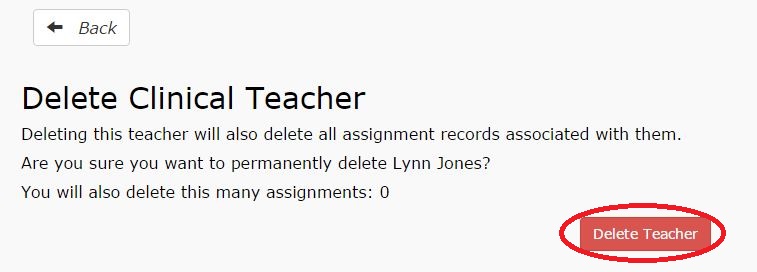 Back
Delete Clinical Teacher
Deleting this teacher will also delete all assignment records associated with them.
Are you sure you want to permanently delete Lynn Jones?
You will also delete this many assignments: 0
Delete Teacher